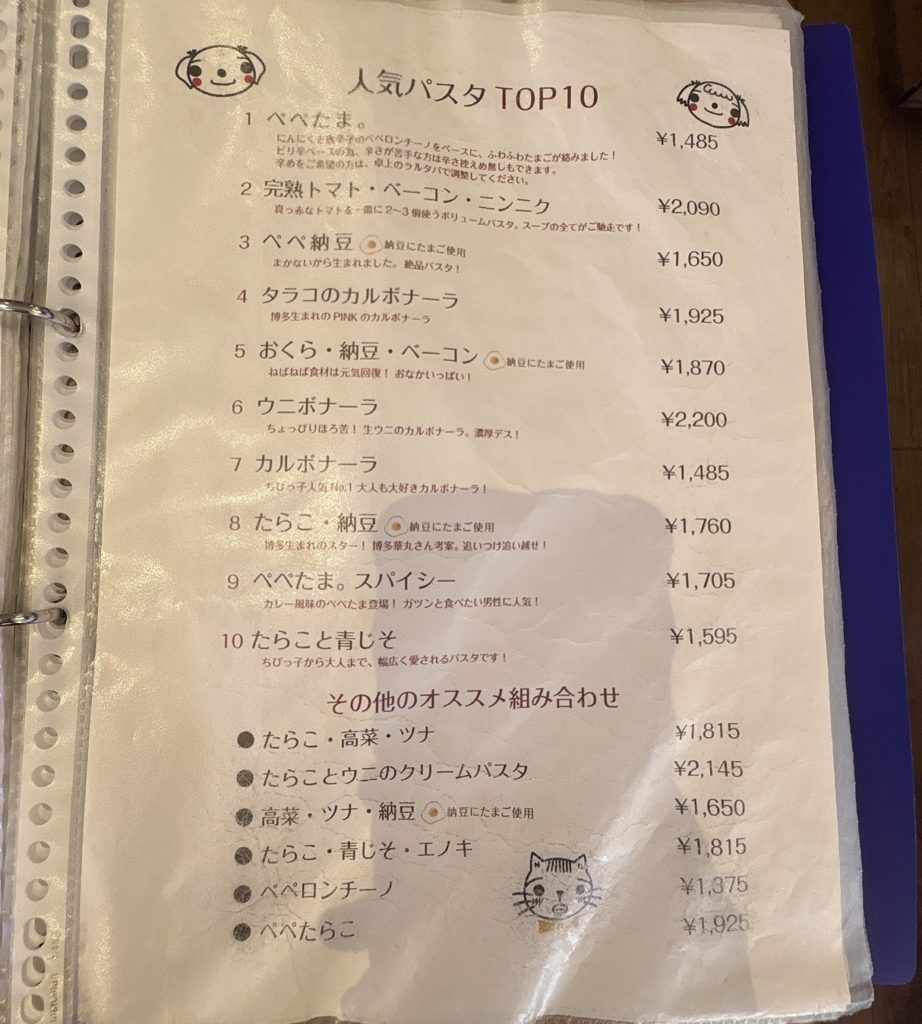 人気パスタ TOP10
1 ペペたま。 ¥1,485
にんにくと唐辛子のペペロンチーノをベースに、ふわふわたまごが絡みました！
ピリ辛ベースの為、辛さが苦手な方は辛さ控えめ無しもできます。
辛めをご希望の方は、卓上のラルタバで調整してください。
2 完熟トマト・ベーコン・ニンニク ¥2,090
真っ赤なトマトを一皿に2〜3個使うボリュームパスタ。スープの全てがご馳走です！
3 ペペ納豆 納豆にたまご使用 ¥1,650
まかないから生まれました。絶品パスタ！
4 タラコのカルボナーラ ¥1,925
博多生まれのPINKのカルボナーラ
5 おくら・納豆・ベーコン 納豆にたまご使用 ¥1,870
ねばねば食材は元気回復！ おなかいっぱい！
6 ウニボナーラ ¥2,200
ちょっぴりほろ苦！ 生ウニのカルボナーラ。濃厚デス！
7 カルボナーラ ¥1,485
ちびっ子人気No.1 大人も大好きカルボナーラ！
8 たらこ・納豆 納豆にたまご使用 ¥1,760
博多生まれのスター！ 博多華丸さん考案。追いつけ追い越せ！
9 ペペたま。スパイシー ¥1,705
カレー風味のペペたま登場！ ガツンと食べたい男性に人気！
10 たらこと青じそ ¥1,595
ちびっ子から大人まで、幅広く愛されるパスタです！
その他のオススメ組み合わせ
● たらこ・高菜・ツナ ¥1,815
● たらことウニのクリームパスタ ¥2,145
● 高菜・ツナ・納豆 納豆にたまご使用 ¥1,650
● たらこ・青じそ・エノキ ¥1,815
● ペペロンチーノ ¥1,375
● ペペたらこ ¥1,925